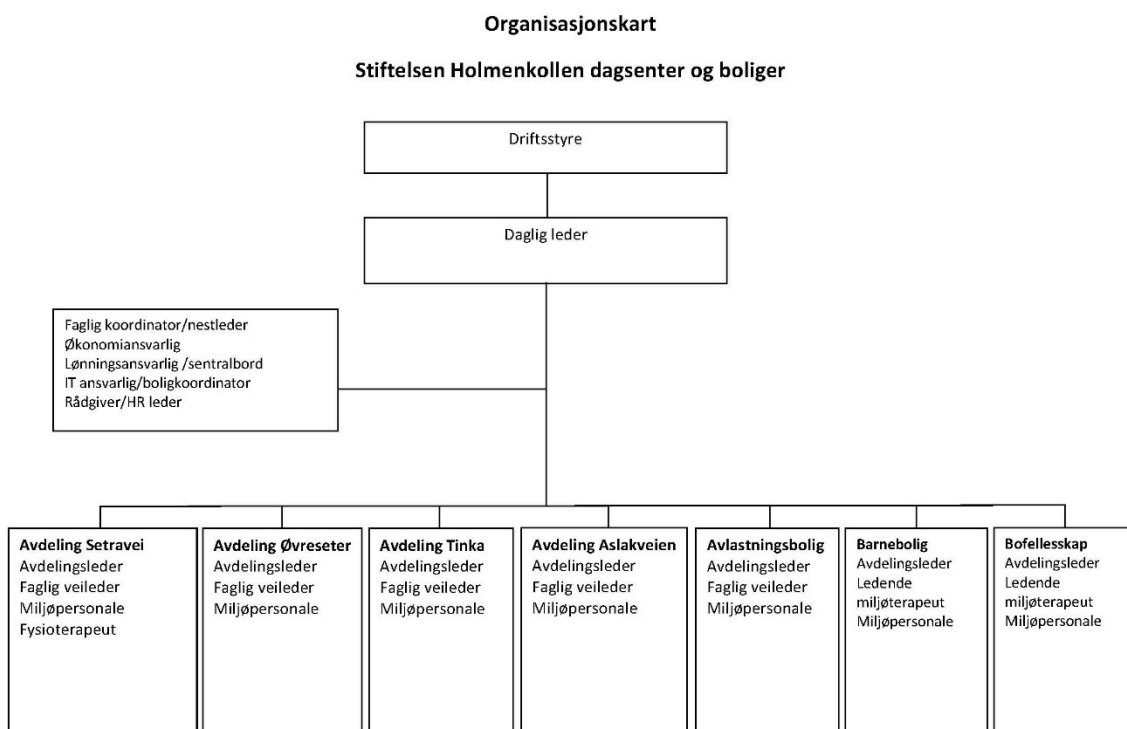 Organisasjonskart
Stiftelsen Holmenkollen dagsenter og boliger
Driftsstyre
Daglig leder
Faglig koordinator/nestleder
Økonomiansvarlig
Lønningsansvarlig /sentralbord
IT ansvarlig/boligkoordinator
Rådgiver/HR leder
Avdeling Setravei
Avdelingsleder
Faglig veileder
Miljøpersonale
Fysioterapeut
Avdeling Øvreseter
Avdelingsleder
Faglig veileder
Miljøpersonale
Avdeling Tinka
Avdelingsleder
Faglig veileder
Miljøpersonale
Avdeling Aslakveien
Avdelingsleder
Faglig veileder
Miljøpersonale
Avlastningsbolig
Avdelingsleder
Faglig veileder
Miljøpersonale
Barnebolig
Avdelingsleder
Ledende
miljøterapeut
Miljøpersonale
Bofellesskap
Avdelingsleder
Ledende
miljøterapeut
Miljøpersonale